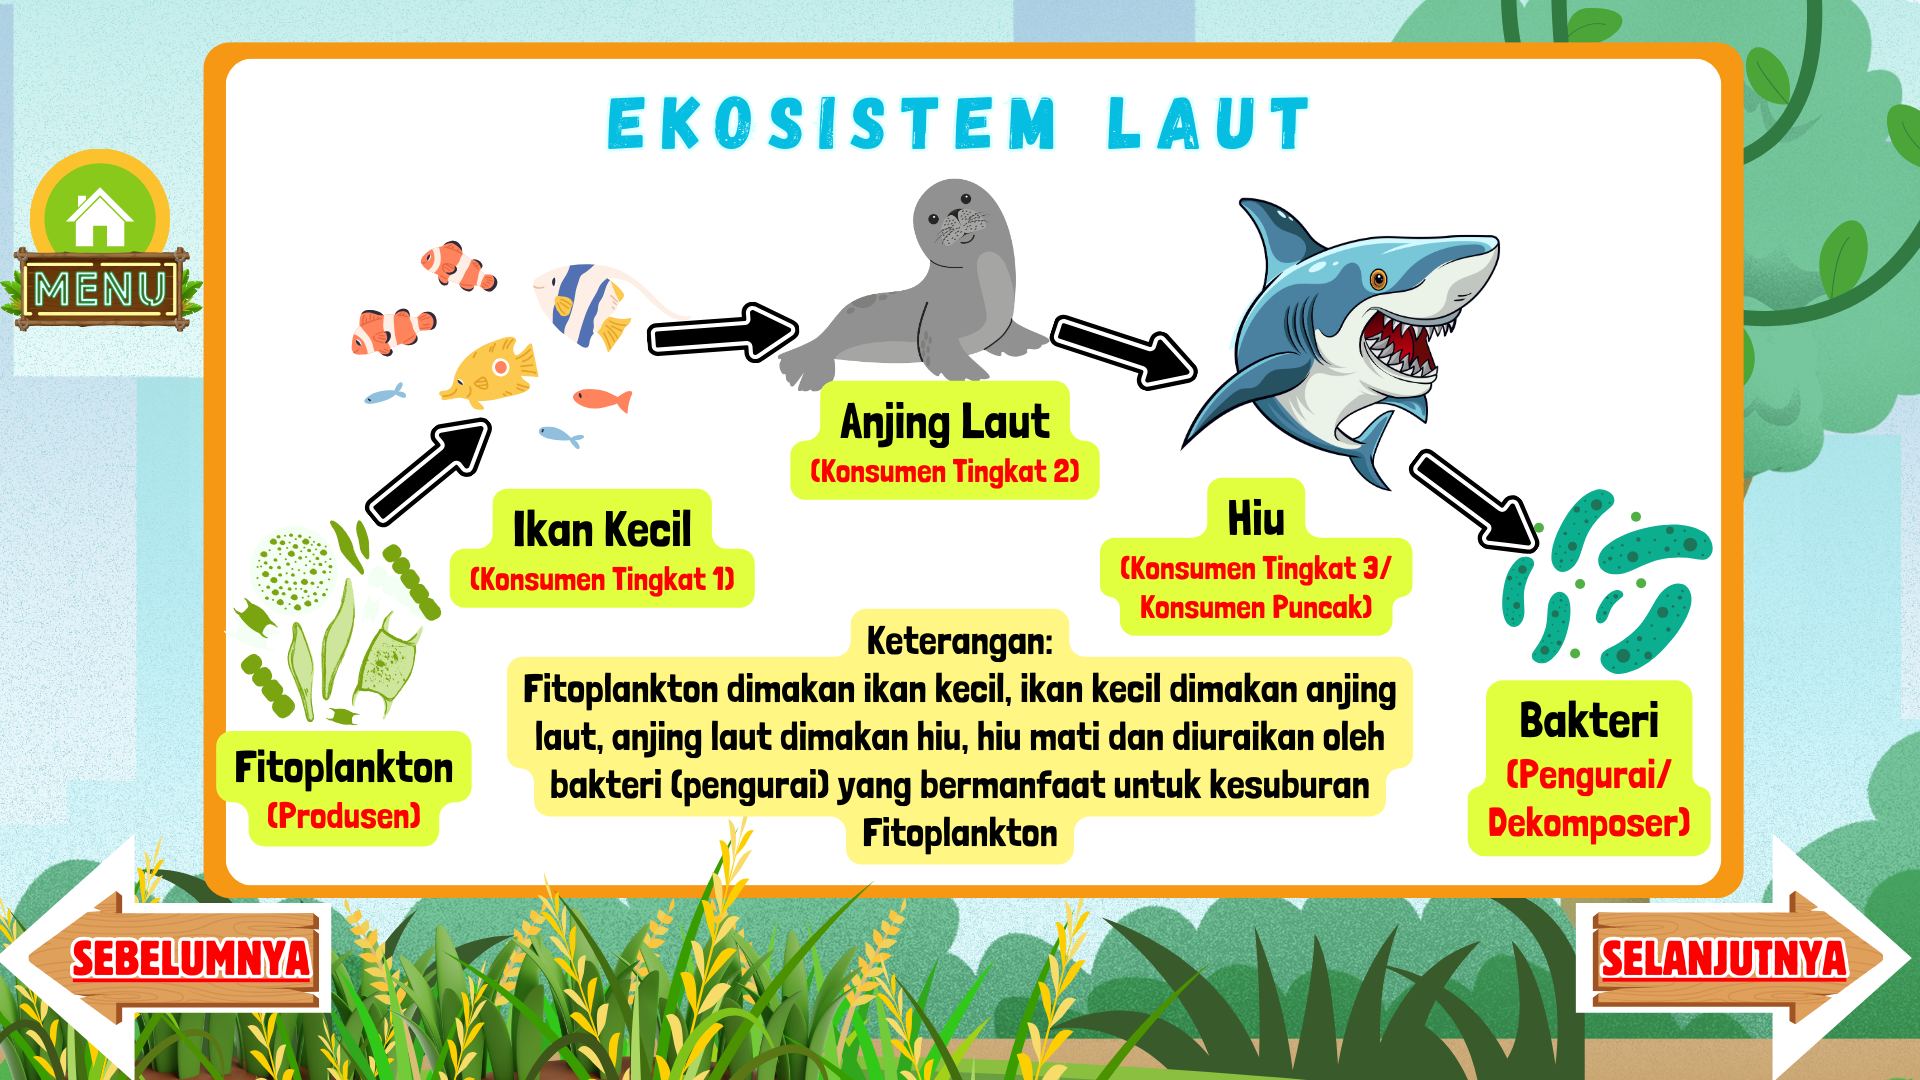 EKOSISTEM LAUT
MENU
Anjing Laut
(Konsumen Tingkat 2)
Ikan Kecil
(Konsumen Tingkat 1)
Hiu
(Konsumen Tingkat 3/
Konsumen Puncak)
Keterangan:
Fitoplankton dimakan ikan kecil, ikan kecil dimakan anjing
laut, anjing laut dimakan hiu, hiu mati dan diuraikan oleh
bakteri (pengurai) yang bermanfaat untuk kesuburan
Fitoplankton
Fitoplankton
(Produsen)
Bakteri
(Pengurai/
Dekomposer)
SEBELUMNYA
SELANJUTNYA